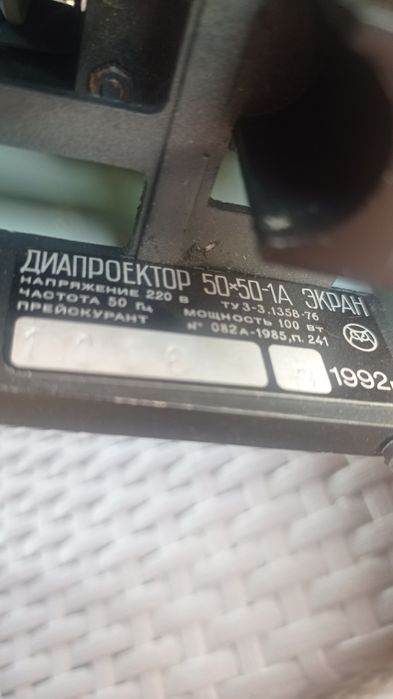 ДИАПРОЕКТОР 50×50-1А ЭКРАН
НАПРЯЖЕНИЕ 220 В ТУ 3-3.1358-76
ЧАСТОТА 50 Гц МОЩНОСТЬ 100 Вт
ПРЕЙСКУРАНТ № 082А-1985, п. 241
1992г.